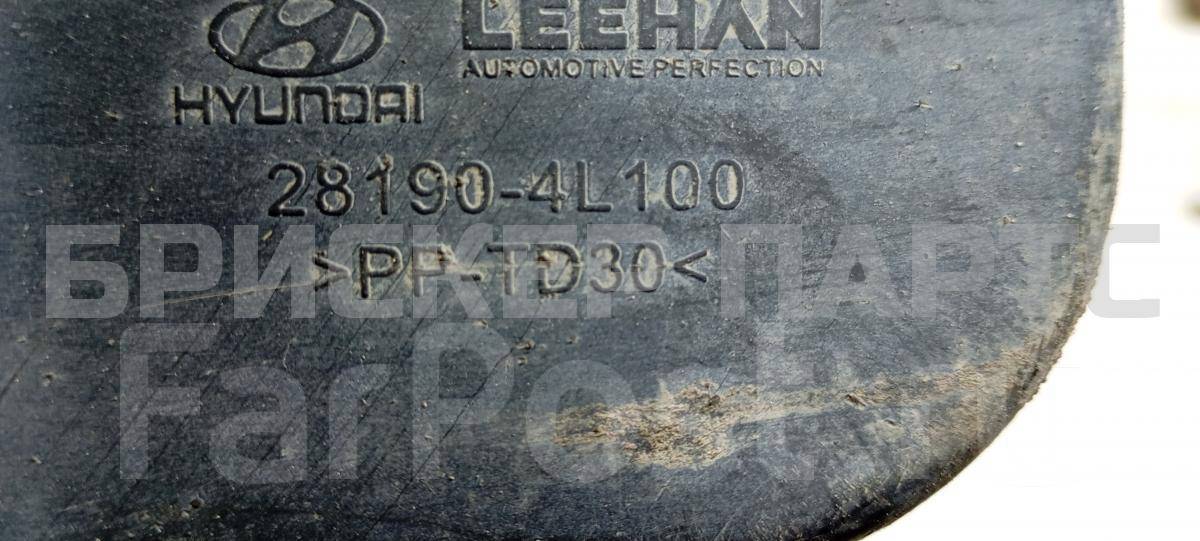 LEEHAN
AUTOMOTIVE PERFECTION
HYUNDAI
28190-4L100
>PP-TD30<
БРИСКЕР ПАРТС
FarPost